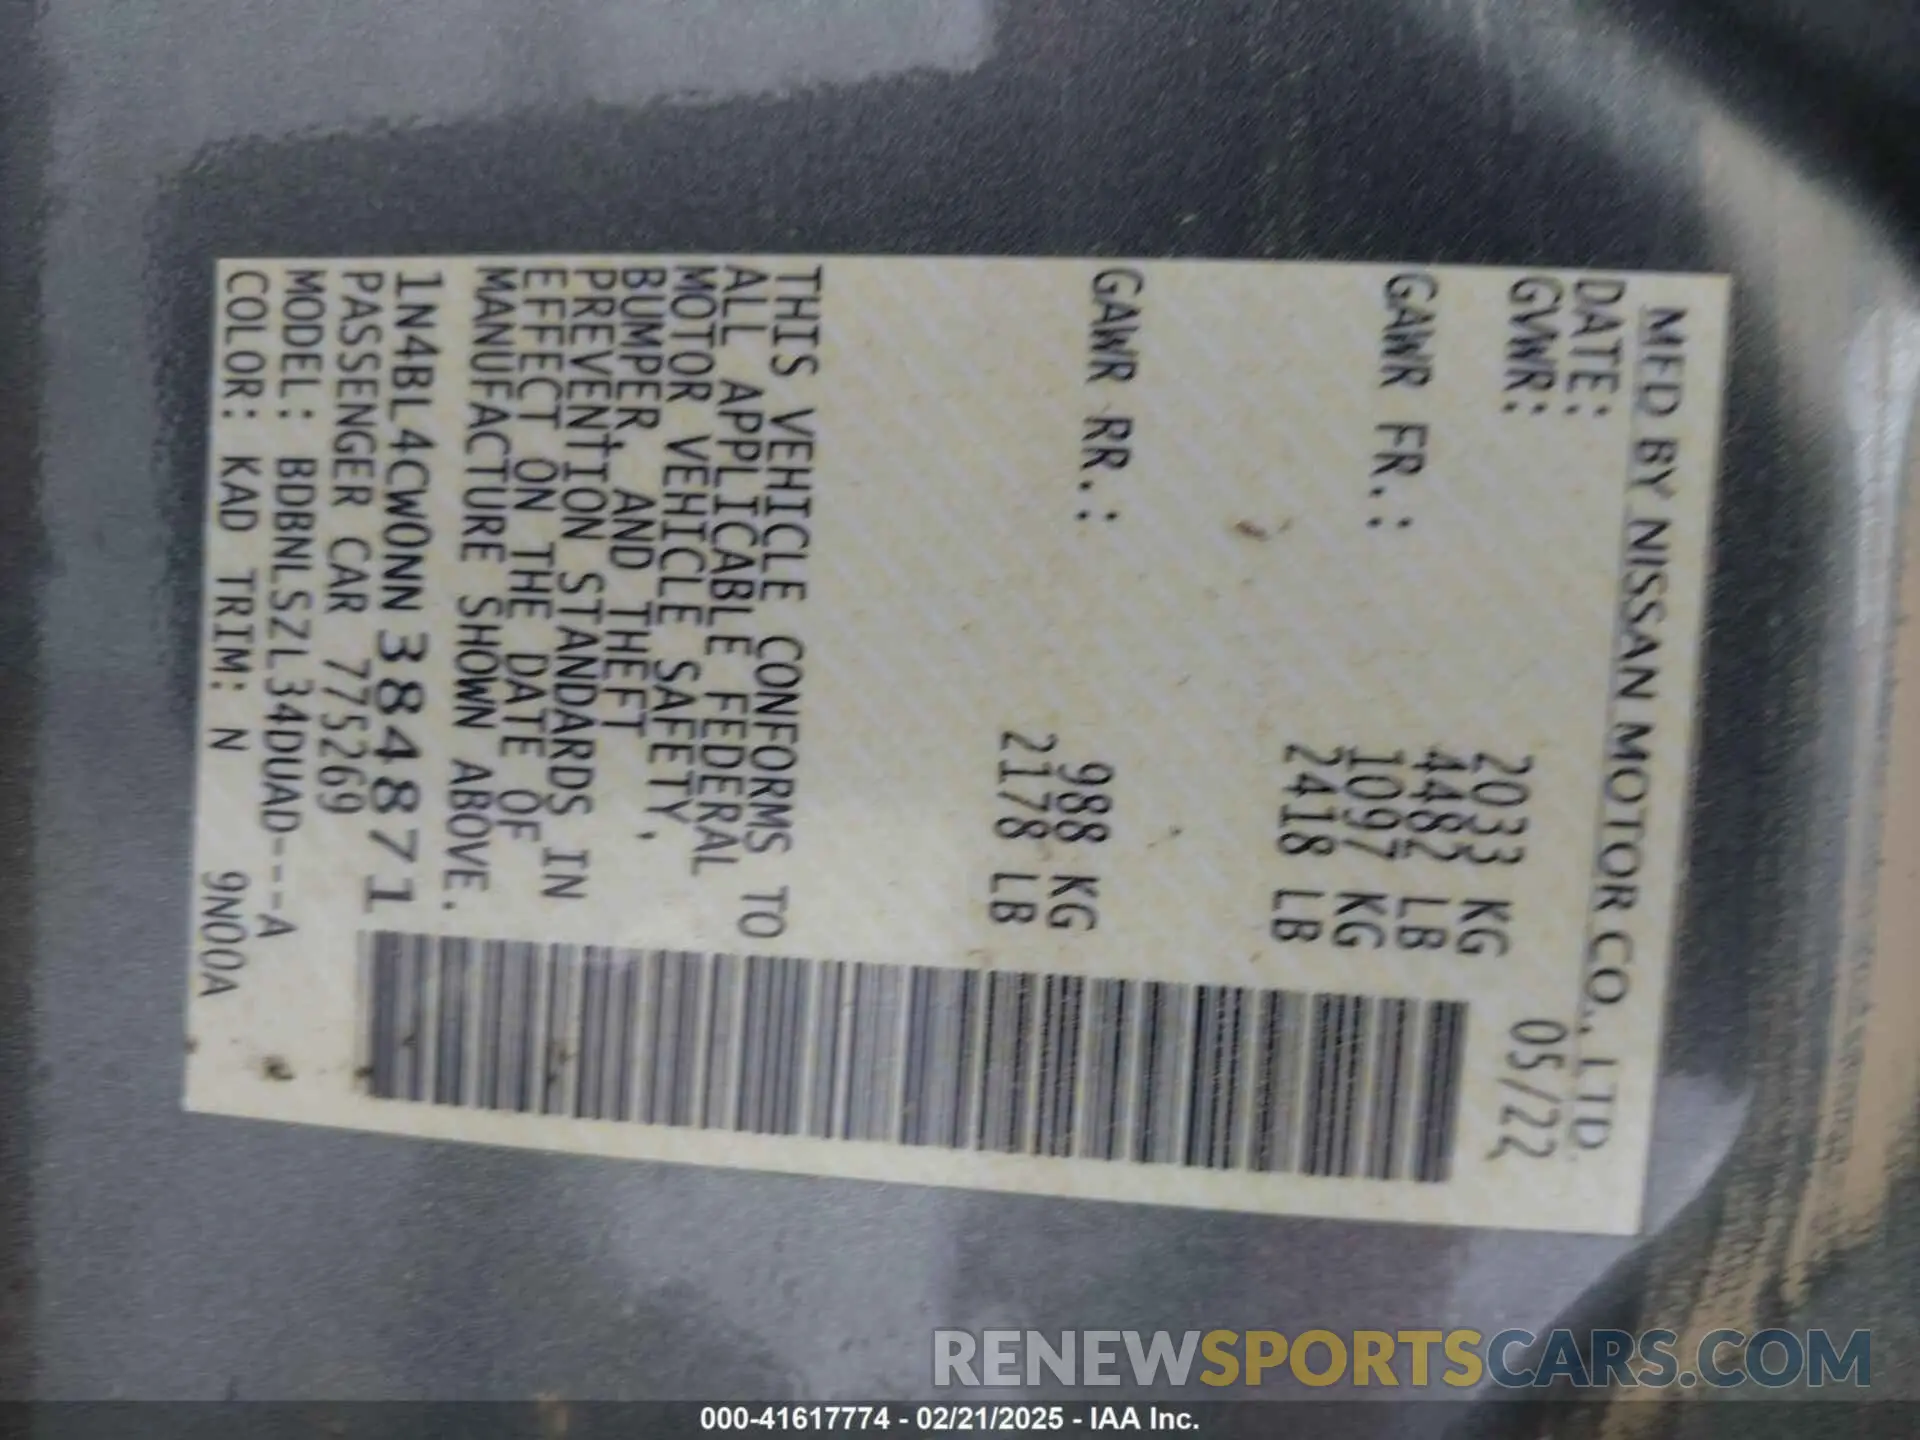 MFD BY NISSAN MOTOR CO., LTD.
DATE: 05/22
GVWR: 2033 KG
4482 LB
GAWR FR.: 1097 KG
2418 LB
GAWR RR.: 988 KG
2178 LB
THIS VEHICLE CONFORMS TO
ALL APPLICABLE FEDERAL
MOTOR VEHICLE SAFETY,
BUMPER, AND THEFT
PREVENTION STANDARDS IN
EFFECT ON THE DATE OF
MANUFACTURE SHOWN ABOVE.
1N4BL4CW0NN384871
PASSENGER CAR 775269
MODEL: BDBNLSZL34DUAD---A
COLOR: KAD TRIM: N 9N00A
RENEWSPORTSCARS.COM
000-41617774 - 02/21/2025 - IAA Inc.